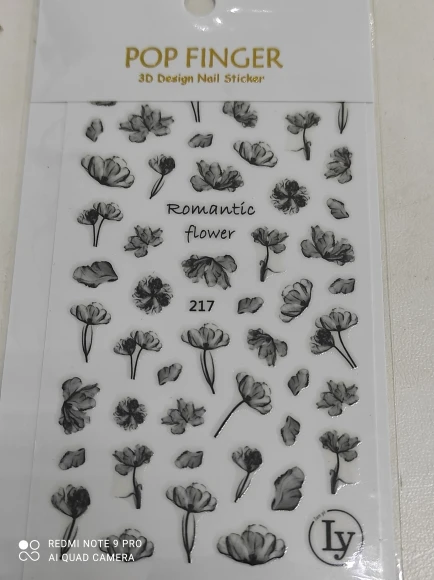 POP FINGER
3D Design Nail Sticker
Romantic
flower
217
Ly
REDMI NOTE 9 PRO
AI QUAD CAMERA